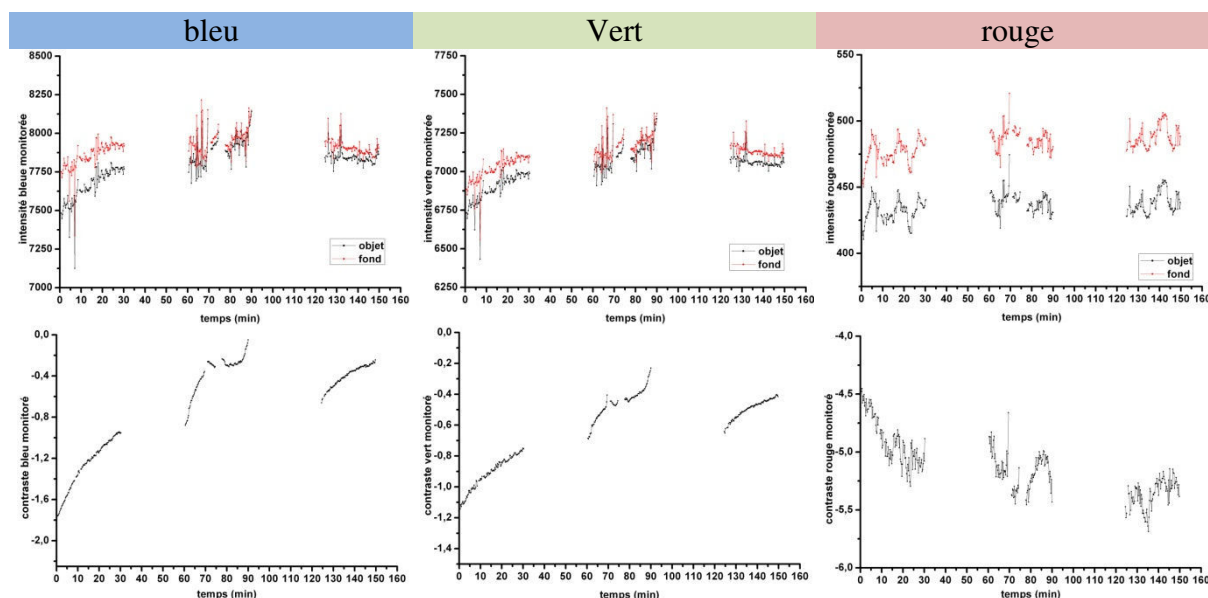 bleu
Vert
rouge
intensité bleue monitorée
8500
8250
8000
7750
7500
7250
7000
objet
fond
0 10 20 30 40 50 60 70 80 90 100 110 120 130 140 150 160
temps (min)
intensité verte monitorée
7750
7500
7250
7000
6750
6500
6250
objet
fond
0 10 20 30 40 50 60 70 80 90 100 110 120 130 140 150 160
temps (min)
intensité rouge monitorée
550
500
450
400
objet
fond
0 10 20 30 40 50 60 70 80 90 100 110 120 130 140 150 160
temps (min)
contraste bleu monitoré
0,0
-0,4
-0,8
-1,2
-1,6
-2,0
0 10 20 30 40 50 60 70 80 90 100 110 120 130 140 150 160
temps (min)
contraste vert monitoré
0,0
-0,2
-0,4
-0,6
-0,8
-1,0
-1,2
-1,4
0 10 20 30 40 50 60 70 80 90 100 110 120 130 140 150 160
temps (min)
contraste rouge monitoré
-4,0
-4,5
-5,0
-5,5
-6,0
0 10 20 30 40 50 60 70 80 90 100 110 120 130 140 150 160
temps (min)